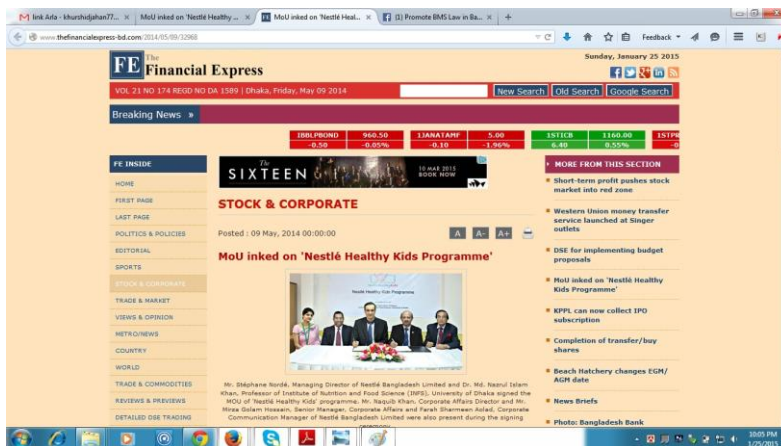 link Arla - khurshidjahan77...
MoU inked on 'Nestlé Healthy ...
MoU inked on 'Nestlé Heal...
(1) Promote BMS Law in Ba...
www.thefinancialexpress-bd.com/2014/05/09/32968
Feedback
Sunday, January 25 2015
FE The
Financial Express
VOL 21 NO 174 REGD NO DA 1589 | Dhaka, Friday, May 09 2014
New Search Old Search Google Search
Breaking News »
IBBLPBOND 960.50 1JANATAMF 5.00 1STICB 1160.00 1STPR
-0.50 -0.05% -0.10 -1.96% 6.40 0.55% -0
FE INSIDE
HOME
FIRST PAGE
LAST PAGE
POLITICS & POLICIES
EDITORIAL
SPORTS
STOCK & CORPORATE
TRADE & MARKET
VIEWS & OPINION
METRO/NEWS
COUNTRY
WORLD
TRADE & COMMODITIES
REVIEWS & PREVIEWS
DETAILED DSE TRADING
The
SIXTEEN
10 MAR 2015
BOOK NOW
STOCK & CORPORATE
Posted : 09 May, 2014 00:00:00
A A- A+
MoU inked on 'Nestlé Healthy Kids Programme'
Nestlé Healthy Kids Programme
Mr. Stéphane Nordé, Managing Director of Nestlé Bangladesh Limited and Dr. Md. Nazrul Islam
Khan, Professor of Institute of Nutrition and Food Science (INFS), University of Dhaka signed the
MOU of 'Nestlé Healthy Kids' programme. Mr. Naquib Khan, Corporate Affairs Director and Mr.
Mirza Golam Hossain, Senior Manager, Corporate Affairs and Farah Sharmeen Aolad, Corporate
Communication Manager of Nestlé Bangladesh Limited were also present during the signing
ceremony.
MORE FROM THIS SECTION
Short-term profit pushes stock
market into red zone
Western Union money transfer
service launched at Singer
outlets
DSE for implementing budget
proposals
MoU inked on 'Nestlé Healthy
Kids Programme'
KPPL can now collect IPO
subscription
Completion of transfer/buy
shares
Beach Hatchery changes EGM/
AGM date
News Briefs
Photo: Bangladesh Bank
10:05 PM
1/25/2015